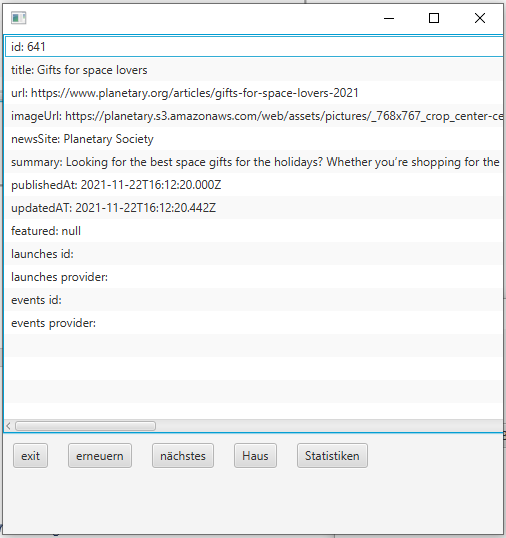 id: 641
title: Gifts for space lovers
url: https://www.planetary.org/articles/gifts-for-space-lovers-2021
imageUrl: https://planetary.s3.amazonaws.com/web/assets/pictures/_768x767_crop_center-ce
newsSite: Planetary Society
summary: Looking for the best space gifts for the holidays? Whether you're shopping for the
publishedAt: 2021-11-22T16:12:20.000Z
updatedAT: 2021-11-22T16:12:20.442Z
featured: null
launches id:
launches provider:
events id:
events provider:
exit erneuern nächstes Haus Statistiken